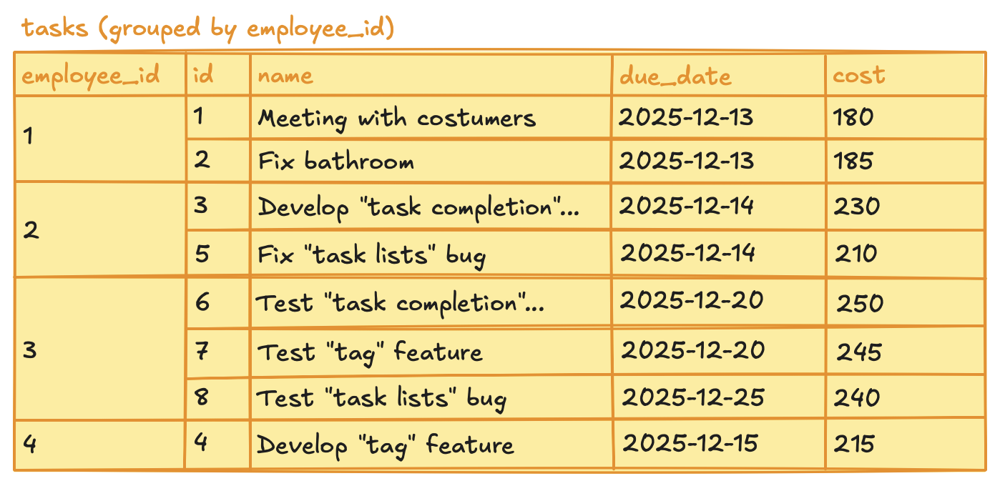 tasks (grouped by employee_id)
employee_id id name due_date cost
1 1 Meeting with costumers 2025-12-13 180
2 Fix bathroom 2025-12-13 185
2 3 Develop "task completion"... 2025-12-14 230
5 Fix "task lists" bug 2025-12-14 210
3 6 Test "task completion"... 2025-12-20 250
7 Test "tag" feature 2025-12-20 245
8 Test "task lists" bug 2025-12-25 240
4 4 Develop "tag" feature 2025-12-15 215